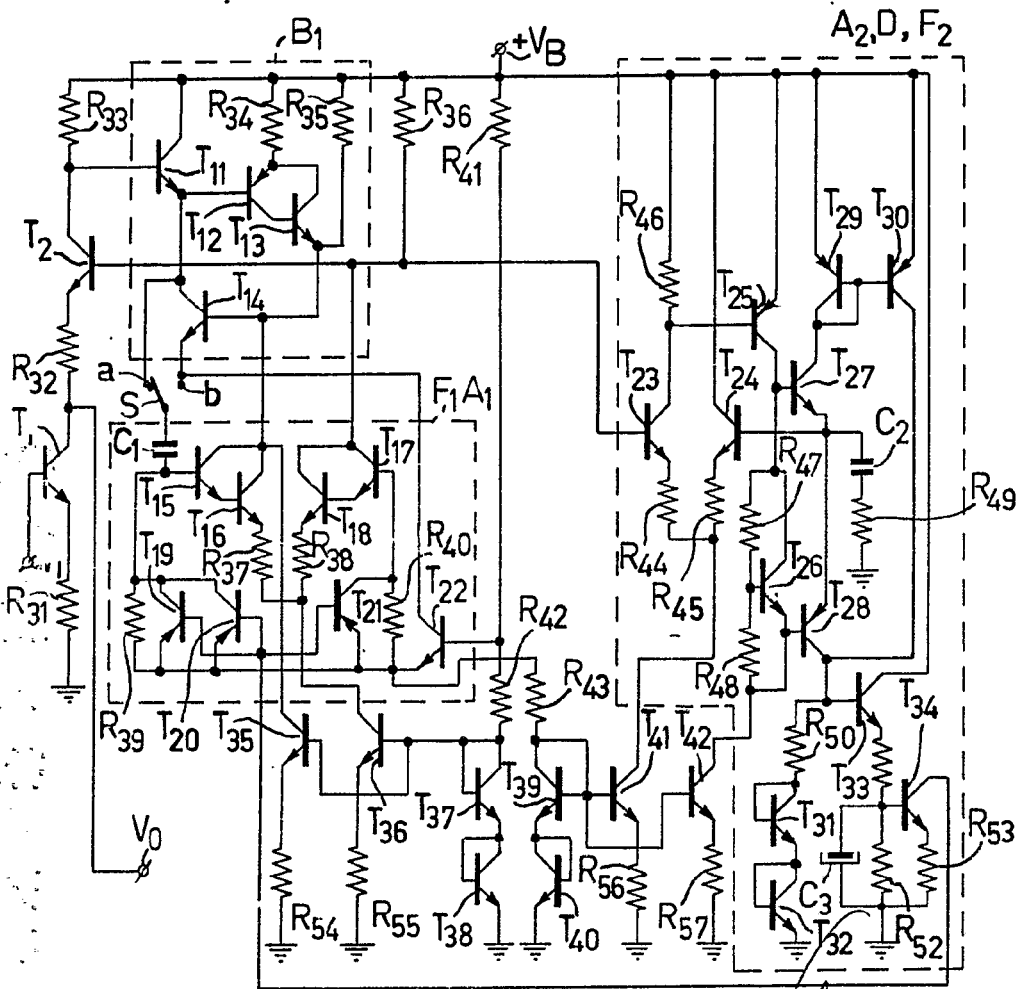 A₂,D, F₂
B₁
+V_B
R₃₃
R₃₄
R₃₅
R₃₆
R₄₁
T₁₁
T₁₂
T₁₃
R₄₆
T₂₉
T₃₀
T₂
T₁₄
T₂₅
R₃₂
a
S
b
T₂₃
T₂₄
T₂₇
F₁A₁
T₁
C₁
T₁₇
C₂
T₁₅
R₄₇
T₁₆
T₁₈
R₄₉
T₁₉
R₃₇
R₃₈
R₄₀
R₄₄
T₂₆
R₃₁
T₂₁
T₂₂
R₄₅
T₂₈
R₄₂
R₄₈
R₃₉
T₂₀
T₃₅
R₄₃
T₄₁
T₄₂
R₅₀
T₃₄
T₃₃
T₃₉
T₃₆
T₃₇
T₃₁
R₅₃
V₀
R₅₆
C₃
R₅₄
R₅₅
T₃₈
T₄₀
R₅₇
T₃₂
R₅₂